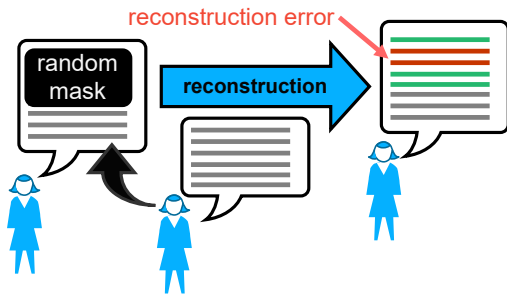 reconstruction error
random
mask
reconstruction